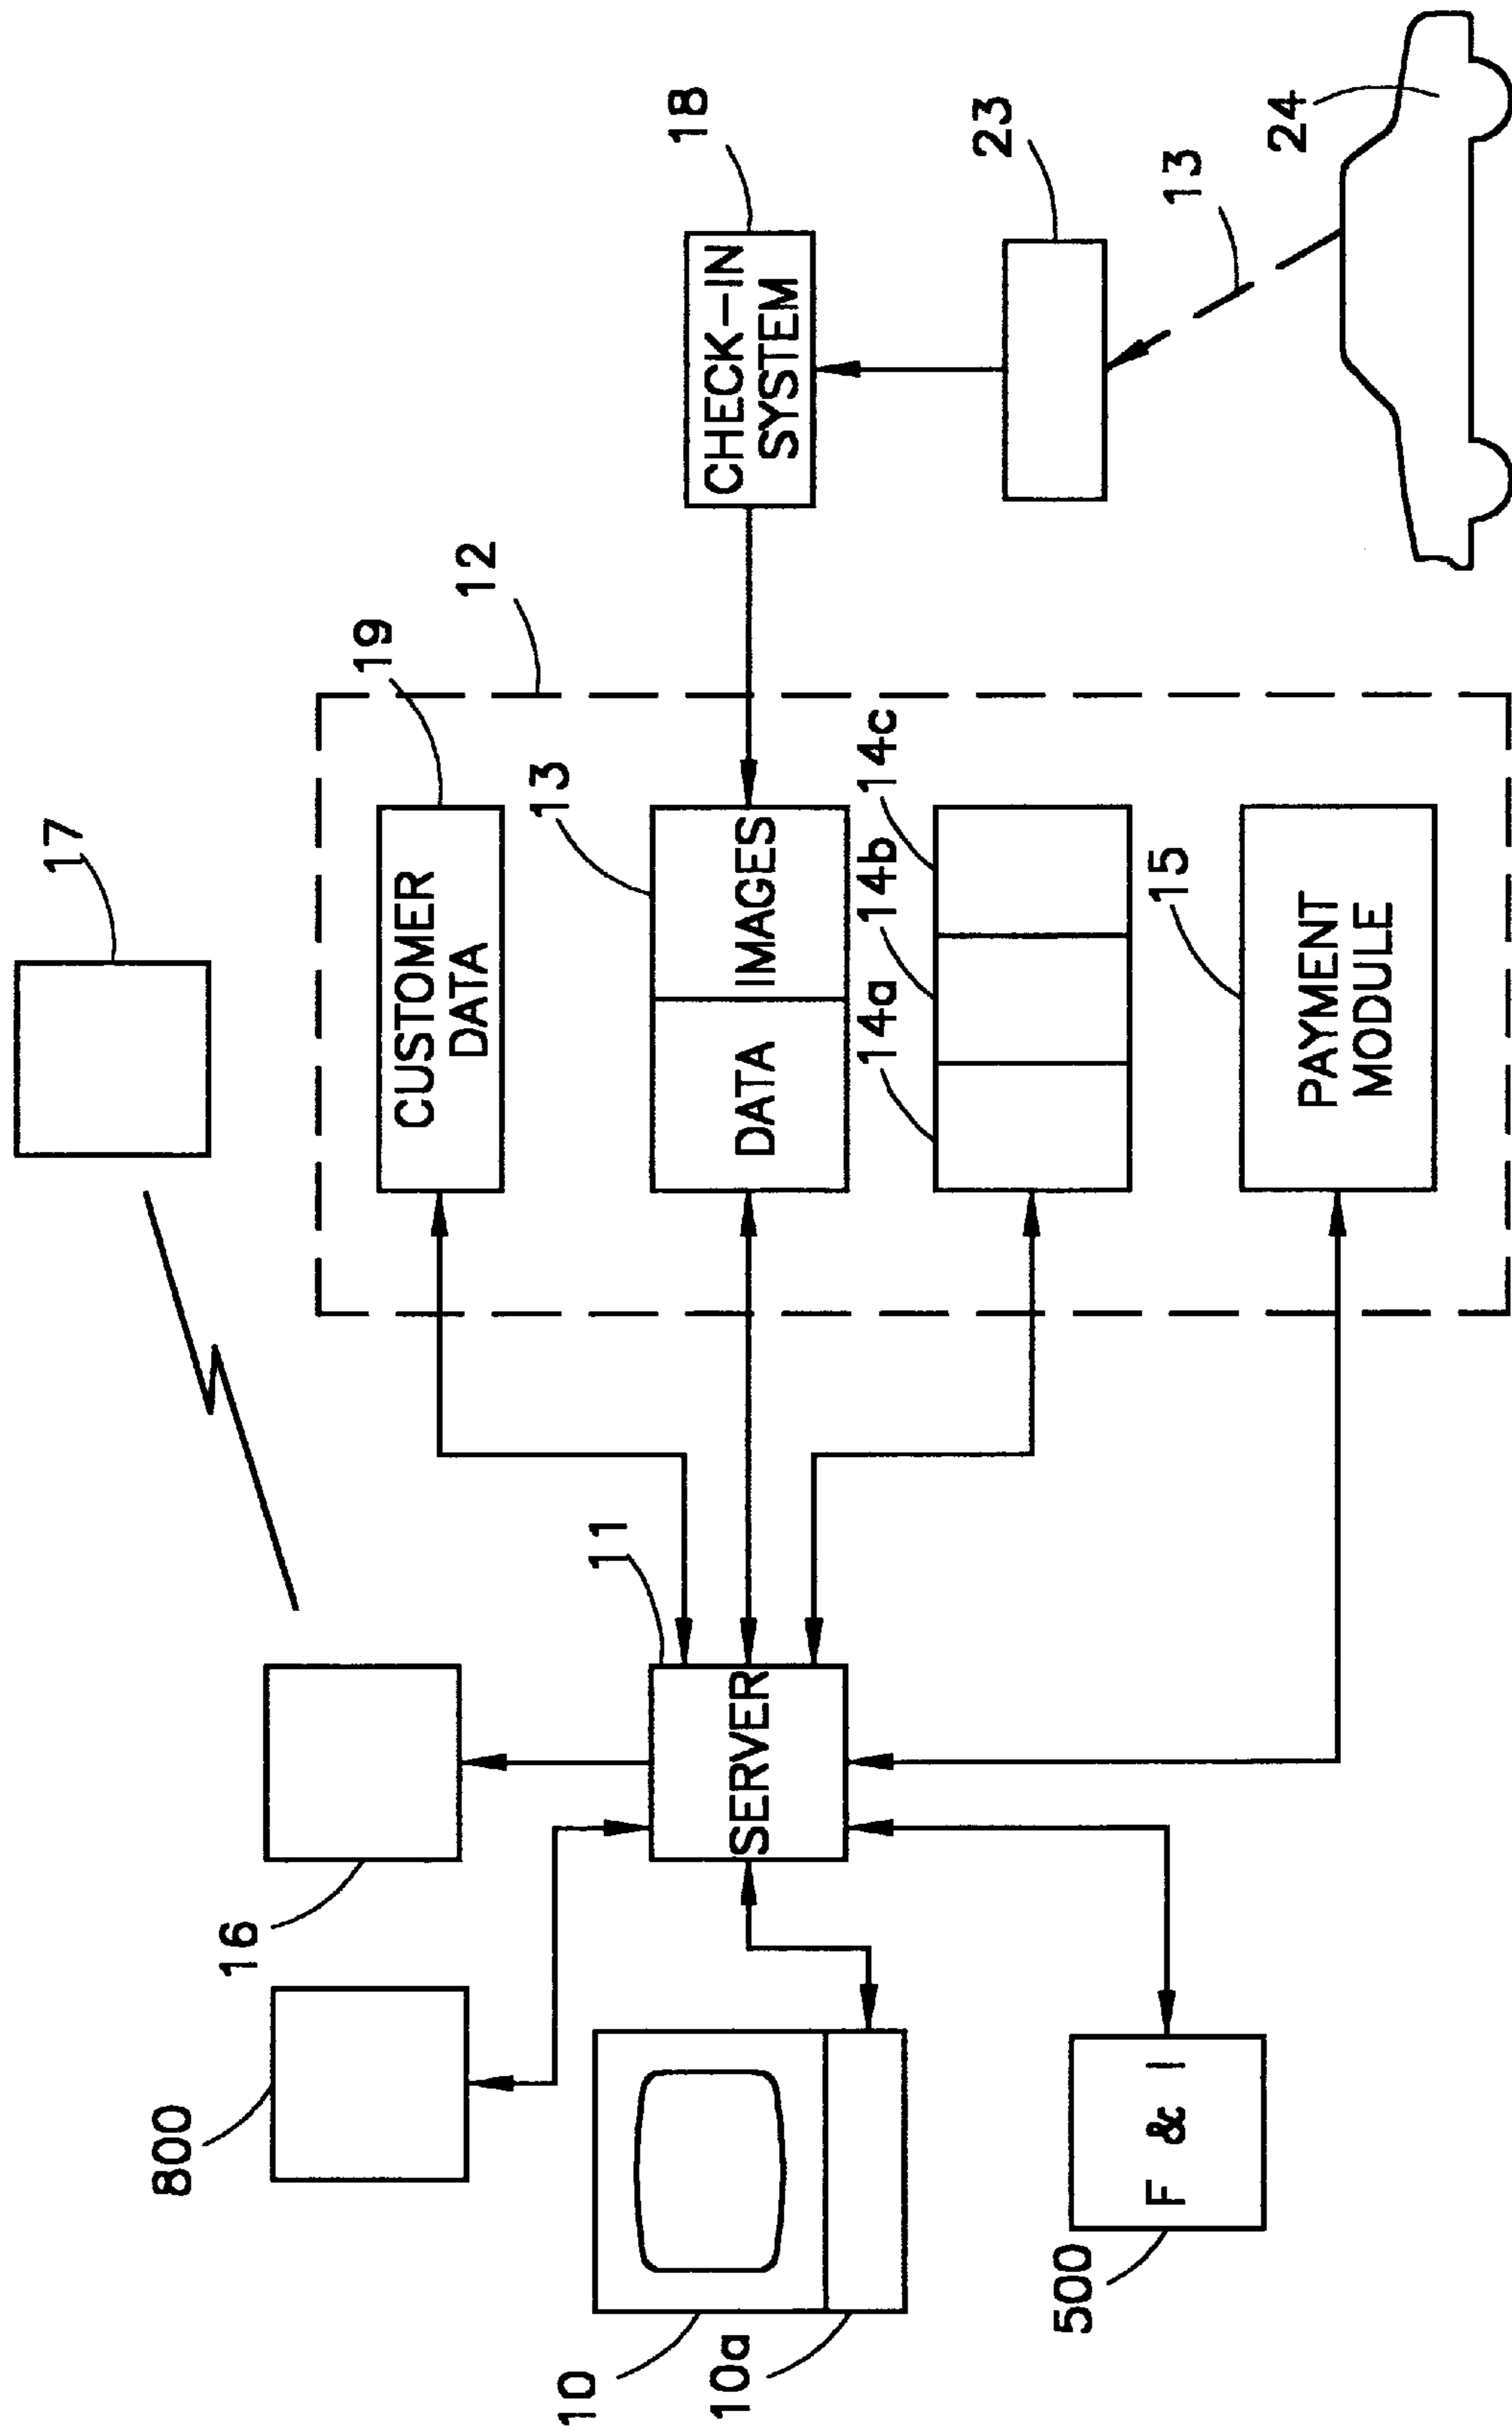 17
800
16
19
CUSTOMER
DATA
12
13
10
11
18
10a
SERVER
DATA
IMAGES
CHECK-IN
SYSTEM
14a
14b
14c
23
500
F & I
15
13
24
PAYMENT
MODULE